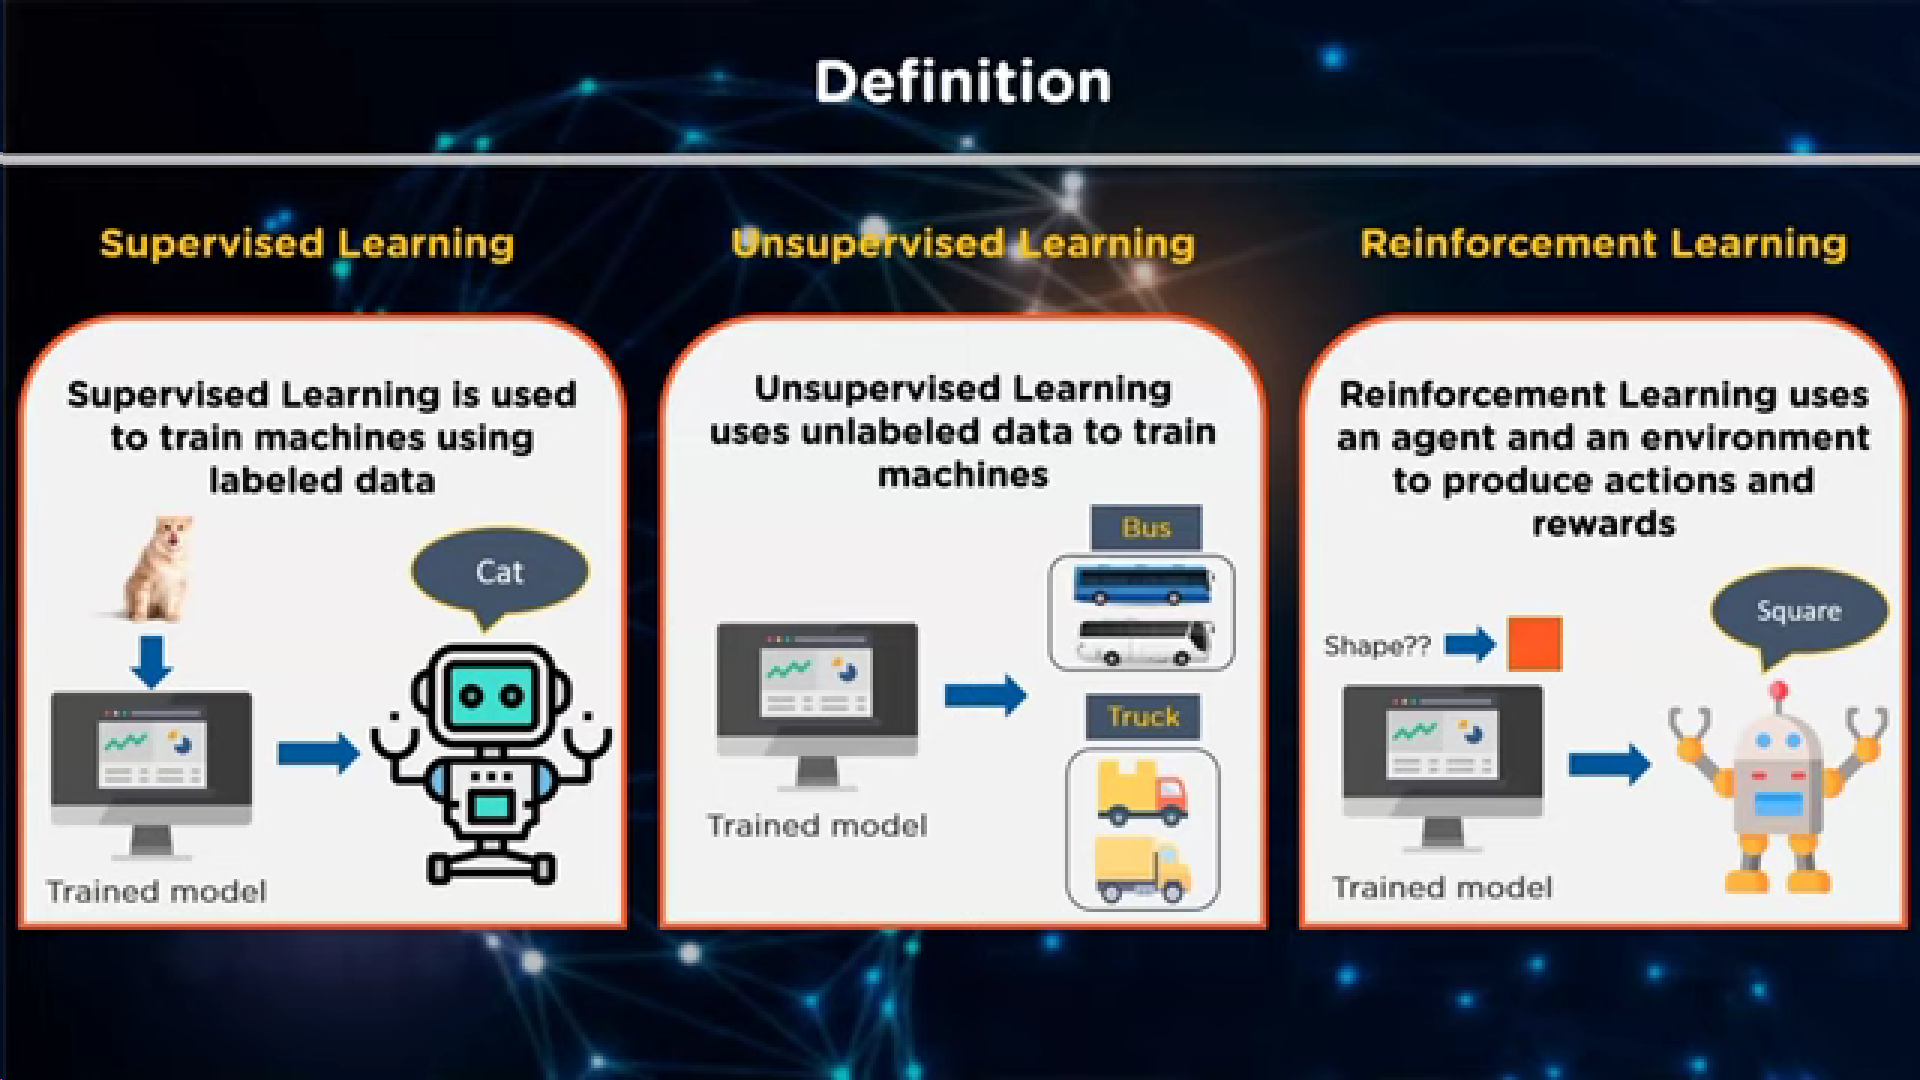 Definition
Supervised Learning
Supervised Learning is used
to train machines using
labeled data
Cat
Trained model
Unsupervised Learning
Unsupervised Learning
uses unlabeled data to train
machines
Bus
Truck
Trained model
Reinforcement Learning
Reinforcement Learning uses
an agent and an environment
to produce actions and
rewards
Shape??
Square
Trained model